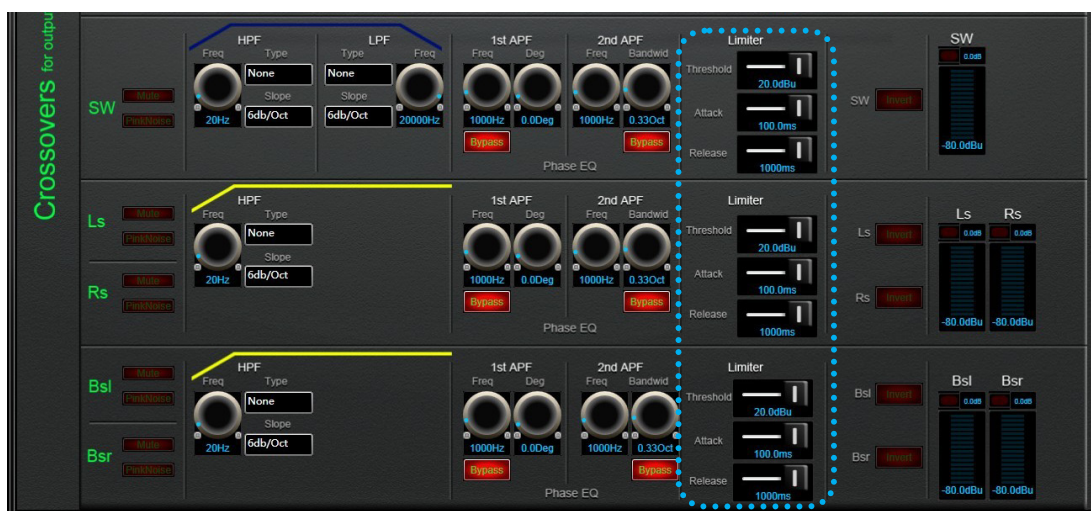 Crossovers for outpu
SW
Mute
PinkNoise
HPF
Freq Type
None
Slope
6db/Oct
20Hz
LPF
Type Freq
None
Slope
6db/Oct
20000Hz
1st APF
Freq Deg
1000Hz 0.0Deg
Bypass
2nd APF
Freq Bandwid
1000Hz 0.33Oct
Bypass
Phase EQ
Limiter
Threshold
20.0dBu
Attack
100.0ms
Release
1000ms
SW Invert
SW
0.0dB
-80.0dBu
Ls
Mute
PinkNoise
Rs
Mute
PinkNoise
HPF
Freq Type
None
Slope
6db/Oct
20Hz
1st APF
Freq Deg
1000Hz 0.0Deg
Bypass
2nd APF
Freq Bandwid
1000Hz 0.33Oct
Bypass
Phase EQ
Limiter
Threshold
20.0dBu
Attack
100.0ms
Release
1000ms
Ls Invert
Rs Invert
Ls Rs
0.0dB 0.0dB
-80.0dBu -80.0dBu
Bsl
Mute
PinkNoise
Bsr
Mute
PinkNoise
HPF
Freq Type
None
Slope
6db/Oct
20Hz
1st APF
Freq Deg
1000Hz 0.0Deg
Bypass
2nd APF
Freq Bandwid
1000Hz 0.33Oct
Bypass
Phase EQ
Limiter
Threshold
20.0dBu
Attack
100.0ms
Release
1000ms
Bsl Invert
Bsr Invert
Bsl Bsr
0.0dB 0.0dB
-80.0dBu -80.0dBu